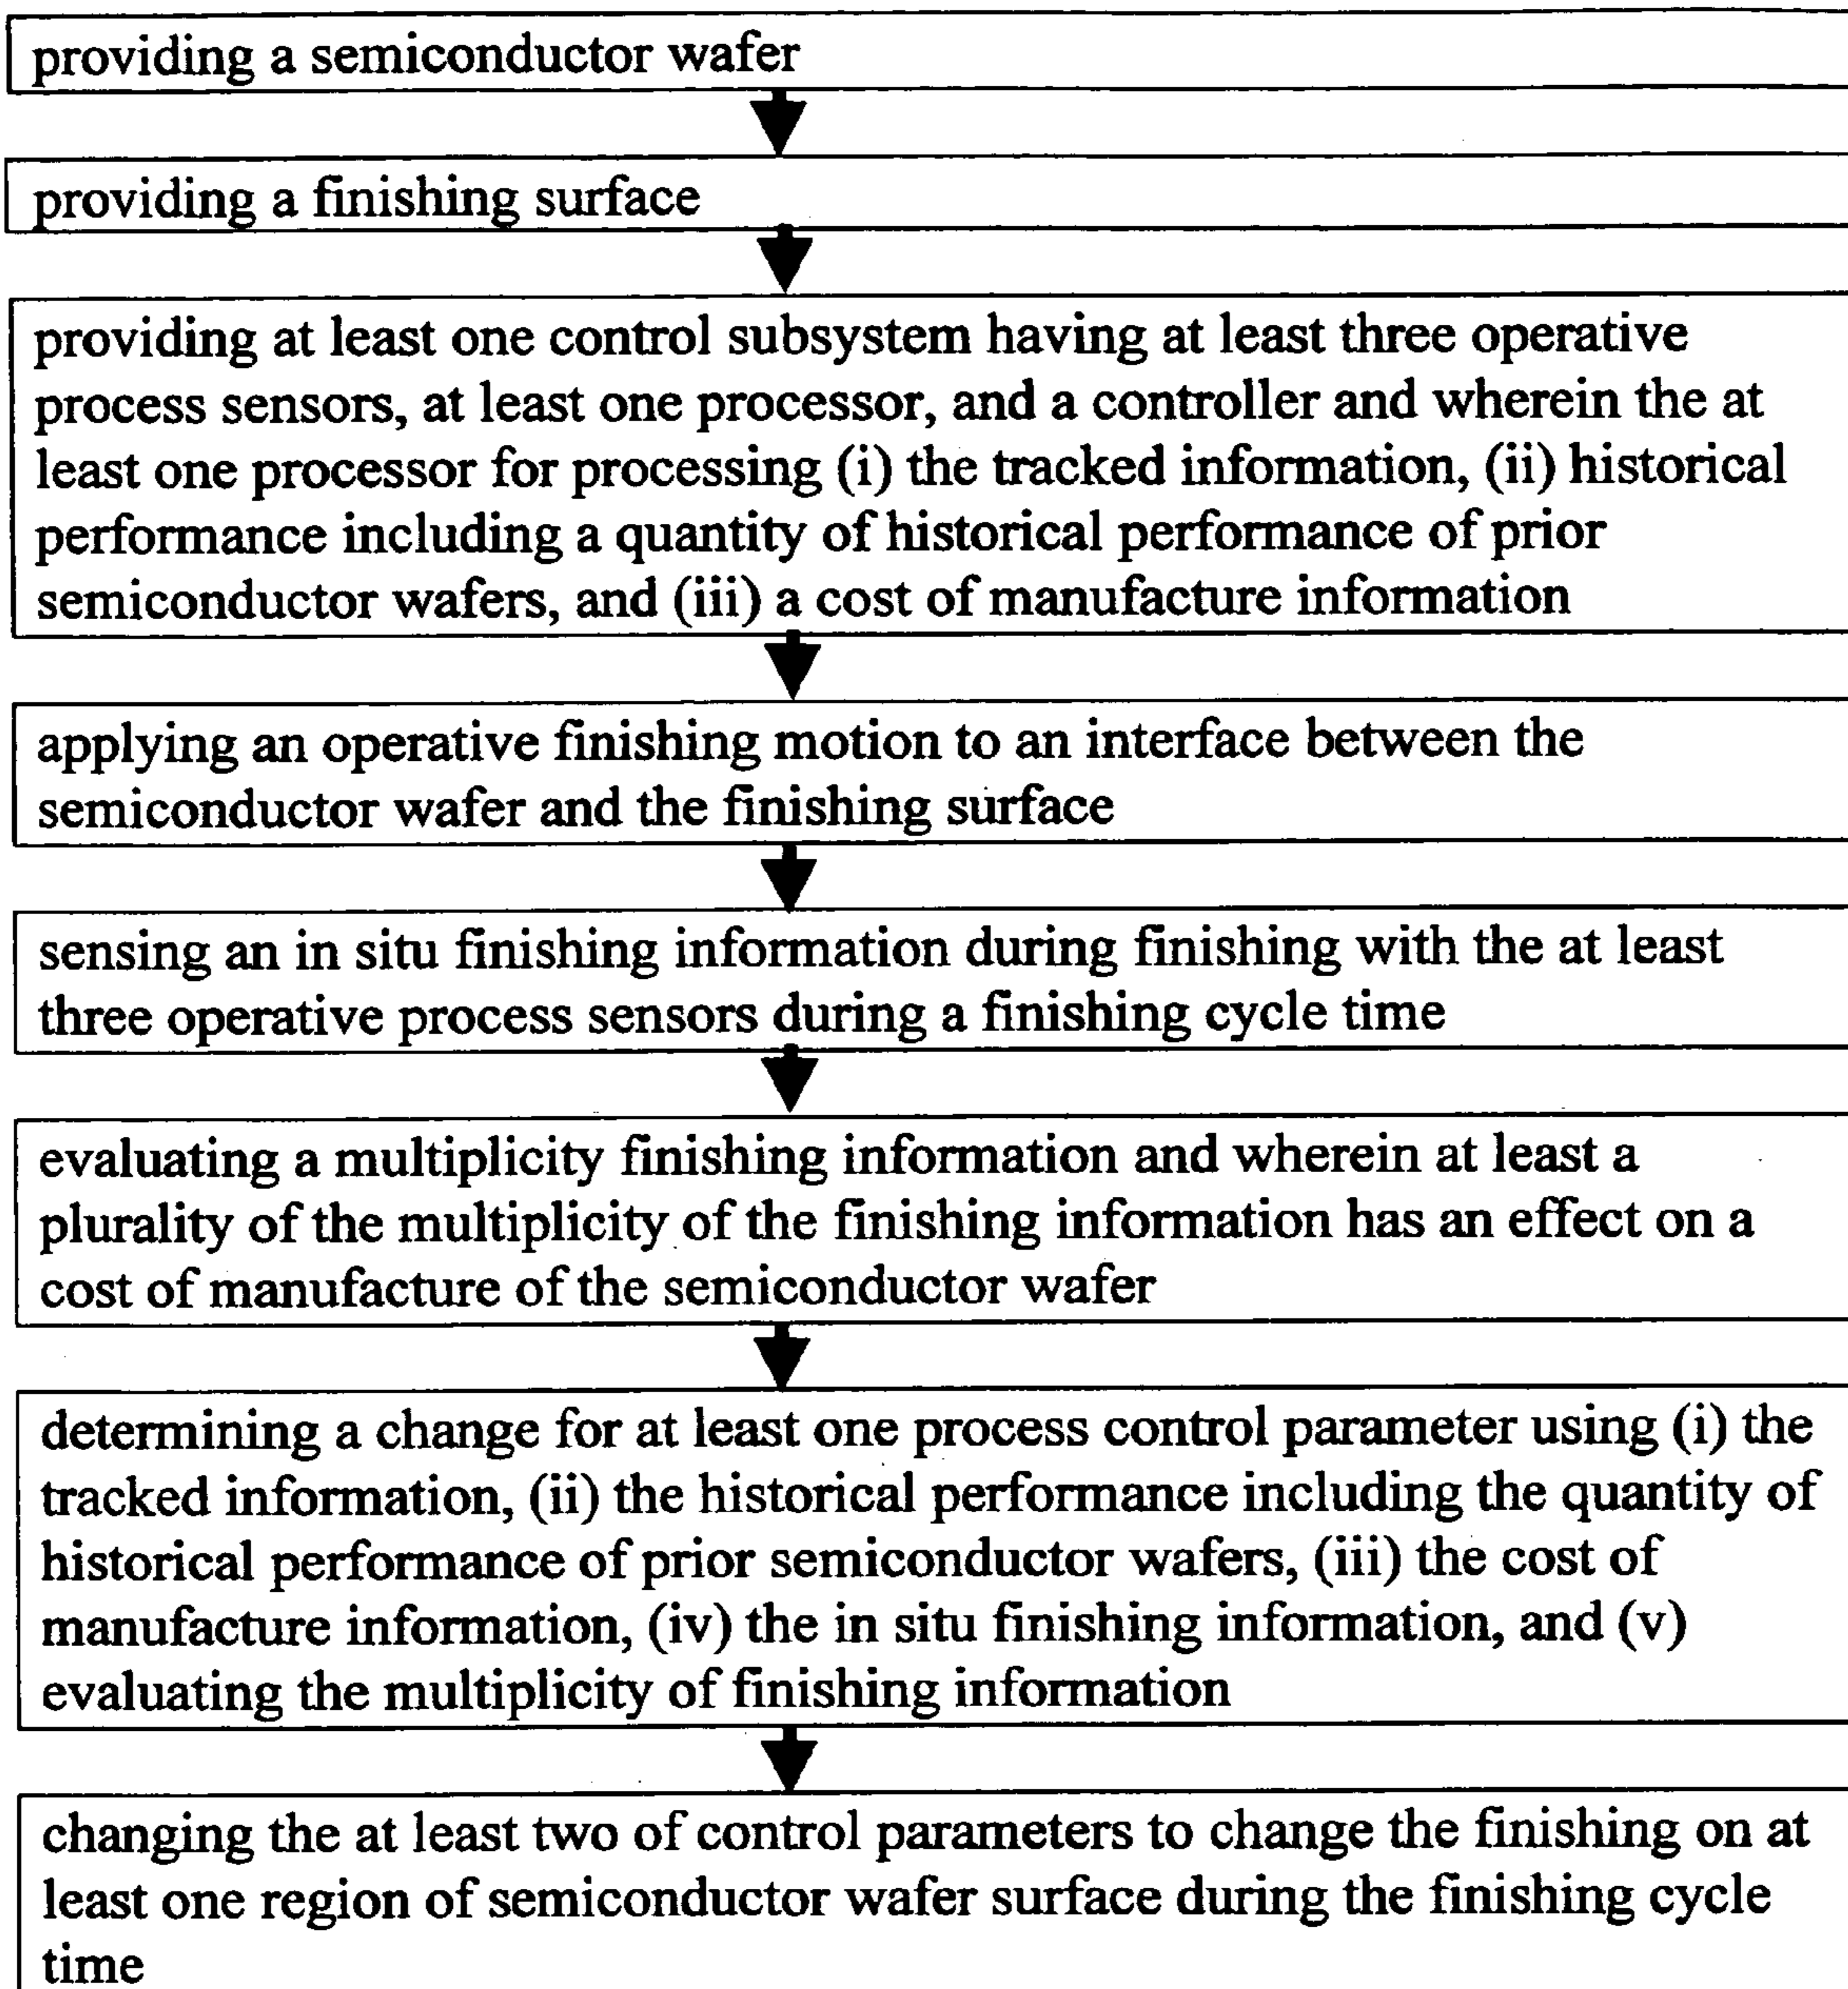 providing a semiconductor wafer
providing a finishing surface
providing at least one control subsystem having at least three operative
process sensors, at least one processor, and a controller and wherein the at
least one processor for processing (i) the tracked information, (ii) historical
performance including a quantity of historical performance of prior
semiconductor wafers, and (iii) a cost of manufacture information
applying an operative finishing motion to an interface between the
semiconductor wafer and the finishing surface
sensing an in situ finishing information during finishing with the at least
three operative process sensors during a finishing cycle time
evaluating a multiplicity finishing information and wherein at least a
plurality of the multiplicity of the finishing information has an effect on a
cost of manufacture of the semiconductor wafer
determining a change for at least one process control parameter using (i) the
tracked information, (ii) the historical performance including the quantity of
historical performance of prior semiconductor wafers, (iii) the cost of
manufacture information, (iv) the in situ finishing information, and (v)
evaluating the multiplicity of finishing information
changing the at least two of control parameters to change the finishing on at
least one region of semiconductor wafer surface during the finishing cycle
time